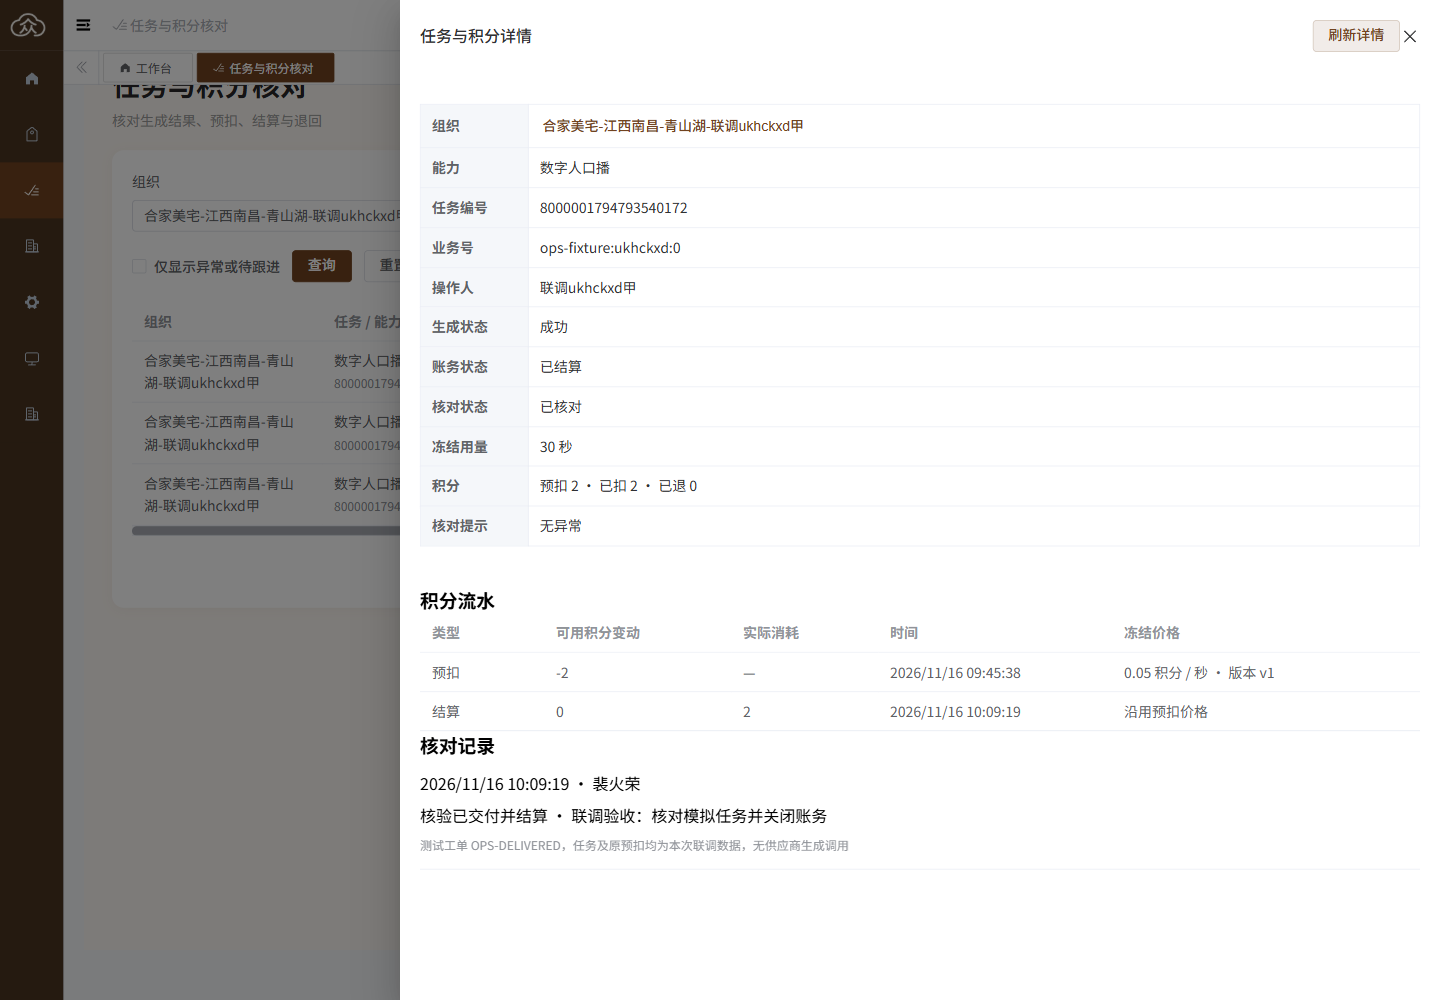 任务与积分核对
工作台
任务与积分核对
任务与积分核对
核对生成结果、预扣、结算与退回
组织
合家美宅-江西南昌-青山湖-联调ukhckxd甲
仅显示异常或待跟进
查询
重置
组织
任务 / 能力
合家美宅-江西南昌-青山
湖-联调ukhckxd甲
数字人口播
8000001794
合家美宅-江西南昌-青山
湖-联调ukhckxd甲
数字人口播
8000001794
合家美宅-江西南昌-青山
湖-联调ukhckxd甲
数字人口播
8000001794
任务与积分详情
刷新详情
组织 合家美宅-江西南昌-青山湖-联调ukhckxd甲
能力 数字人口播
任务编号 8000001794793540172
业务号 ops-fixture:ukhckxd:0
操作人 联调ukhckxd甲
生成状态 成功
账务状态 已结算
核对状态 已核对
冻结用量 30 秒
积分 预扣 2 · 已扣 2 · 已退 0
核对提示 无异常
积分流水
类型 可用积分变动 实际消耗 时间 冻结价格
预扣 -2 — 2026/11/16 09:45:38 0.05 积分 / 秒 · 版本 v1
结算 0 2 2026/11/16 10:09:19 沿用预扣价格
核对记录
2026/11/16 10:09:19 · 裴火荣
核验已交付并结算 · 联调验收：核对模拟任务并关闭账务
测试工单 OPS-DELIVERED，任务及原预扣均为本次联调数据，无供应商生成调用